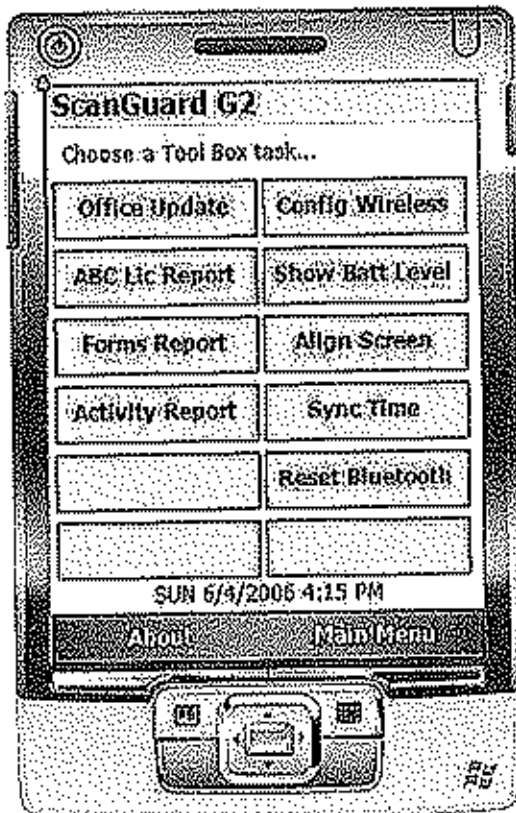 ScanGuard G2
Choose a Tool Box task...
Office Update Config Wireless
ABC Lic Report Show Batt Level
Forms Report Align Screen
Activity Report Sync Time
Reset Bluetooth
SUN 6/4/2006 4:15 PM
About Main Menu